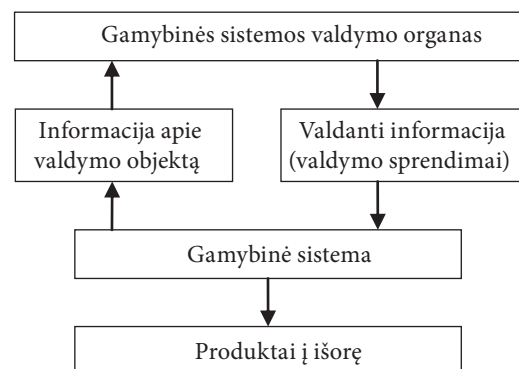 Gamybinės sistemos valdymo organas
Informacija apie
valdymo objektą
Valdanti informacija
(valdymo sprendimai)
Gamybinė sistema
Produktai į išorę